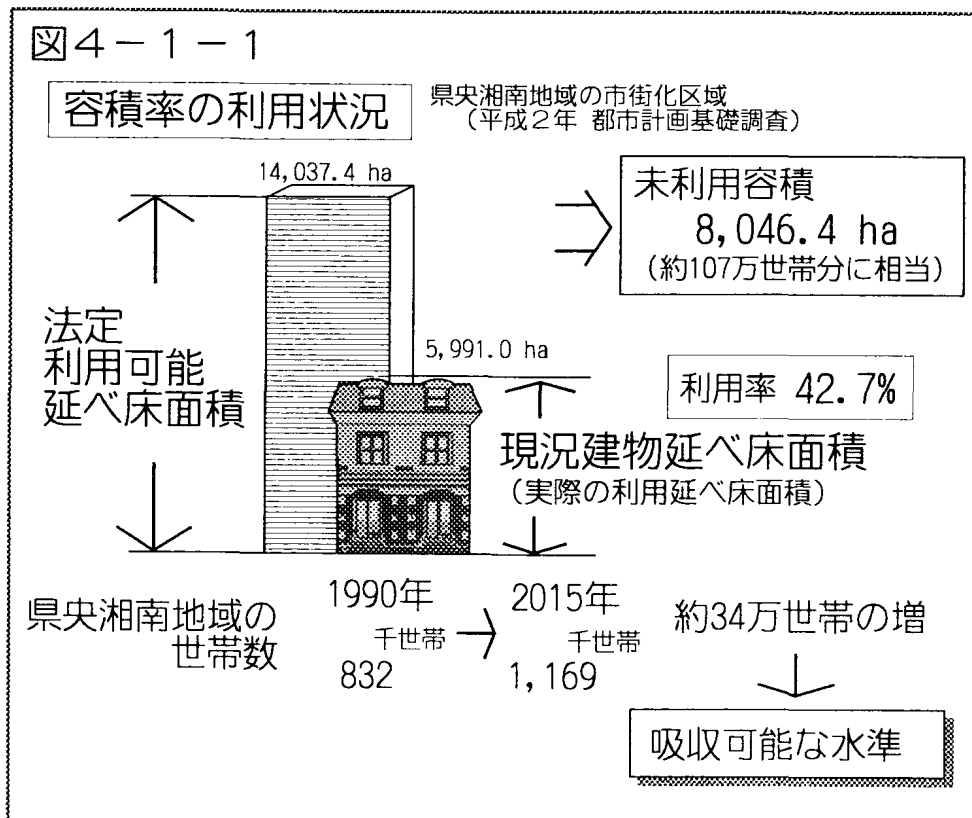 図4-1-1
容積率の利用状況
県央湘南地域の市街化区域
(平成2年 都市計画基礎調査)
14,037.4 ha
未利用容積
8,046.4 ha
(約107万世帯分に相当)
法定
利用可能
延べ床面積
5,991.0 ha
利用率 42.7%
現況建物延べ床面積
(実際の利用延べ床面積)
県央湘南地域の
世帯数
1990年
千世帯
832
2015年
千世帯
1,169
約34万世帯の増
吸収可能な水準